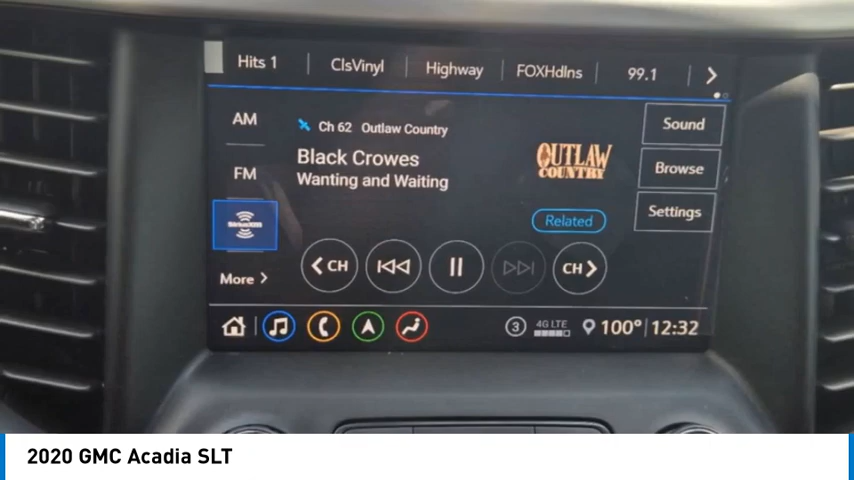 Hits 1 ClsVinyl Highway FOXHdlns 99.1
AM
Ch 62 Outlaw Country
Sound
Black Crowes
Wanting and Waiting
OUTLAW
COUNTRY
FM
Browse
SiriusXM
Related
Settings
More
CH
CH
3 4G LTE 100° 12:32
2020 GMC Acadia SLT